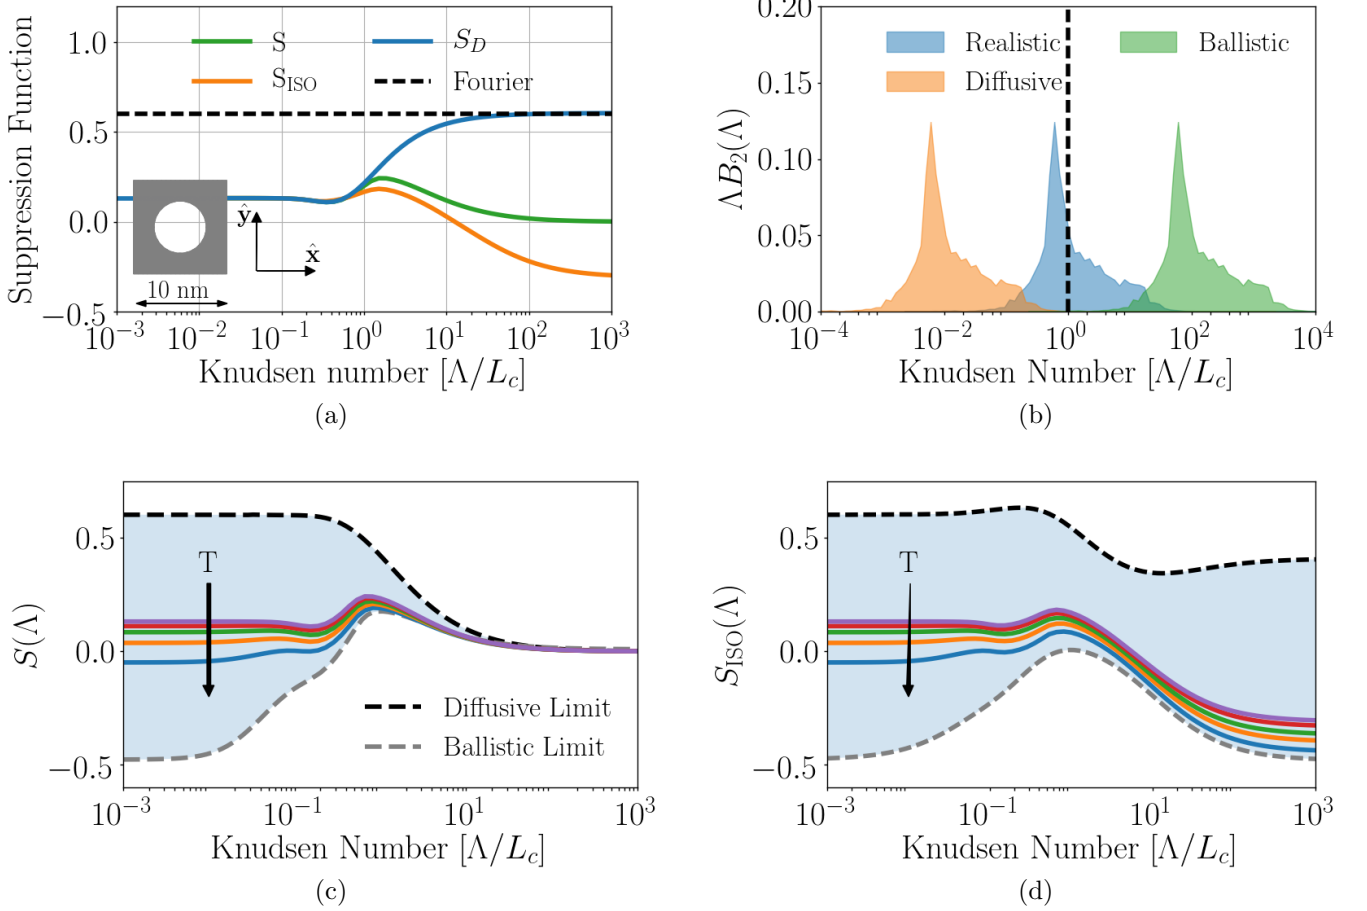 Suppression Function
1.0
0.5
0.0
−0.5
S
S_ISO
S_D
Fourier
ŷ
x̂
10 nm
10^−3 10^−2 10^−1 10^0 10^1 10^2 10^3
Knudsen number [Λ/L_c]
(a)
ΛB_2(Λ)
0.20
0.15
0.10
0.05
0.00
Realistic
Diffusive
Ballistic
10^−4 10^−2 10^0 10^2 10^4
Knudsen Number [Λ/L_c]
(b)
S(Λ)
0.5
0.0
−0.5
T
Diffusive Limit
Ballistic Limit
10^−3 10^−1 10^1 10^3
Knudsen Number [Λ/L_c]
(c)
S_ISO(Λ)
0.5
0.0
−0.5
T
10^−3 10^−1 10^1 10^3
Knudsen Number [Λ/L_c]
(d)